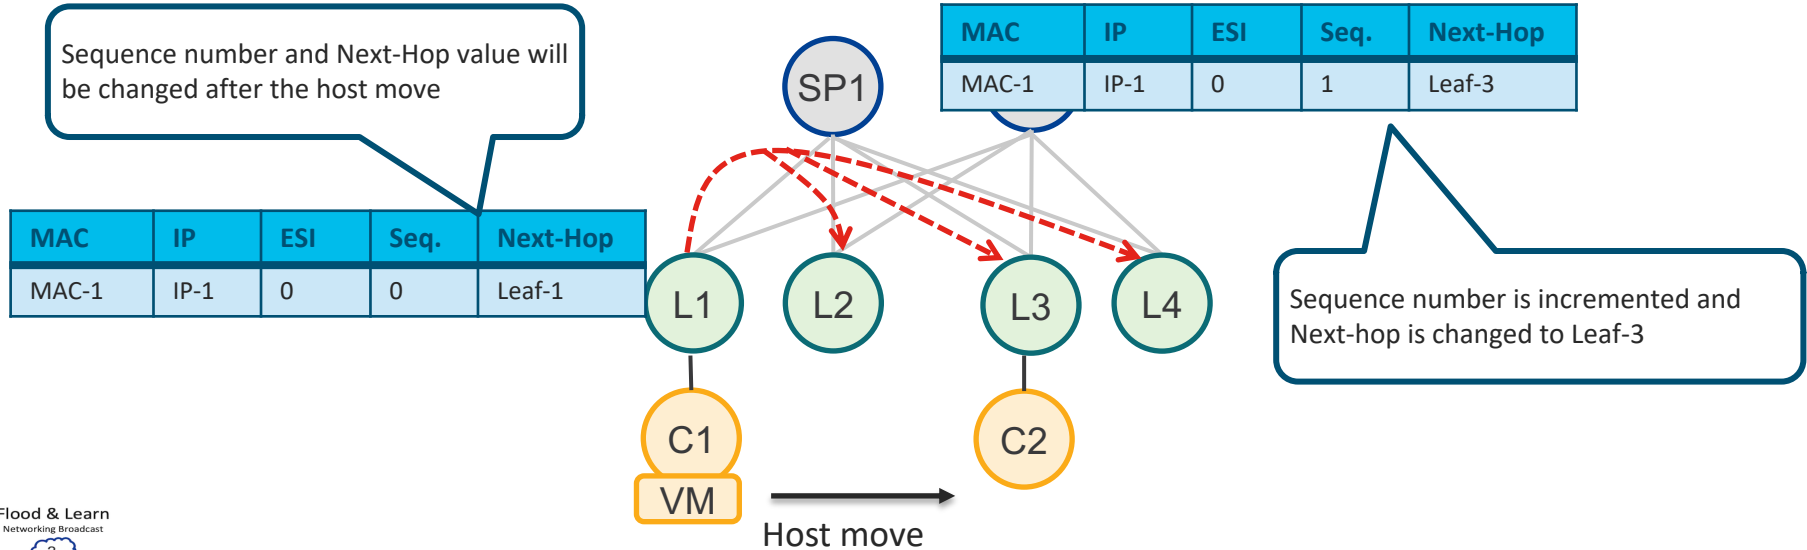 Sequence number and Next-Hop value will
be changed after the host move
SP1
MAC IP ESI Seq. Next-Hop
MAC-1 IP-1 0 1 Leaf-3
MAC IP ESI Seq. Next-Hop
MAC-1 IP-1 0 0 Leaf-1
L1
L2
L3
L4
Sequence number is incremented and
Next-hop is changed to Leaf-3
C1
C2
VM
Host move
Flood & Learn
Networking Broadcast